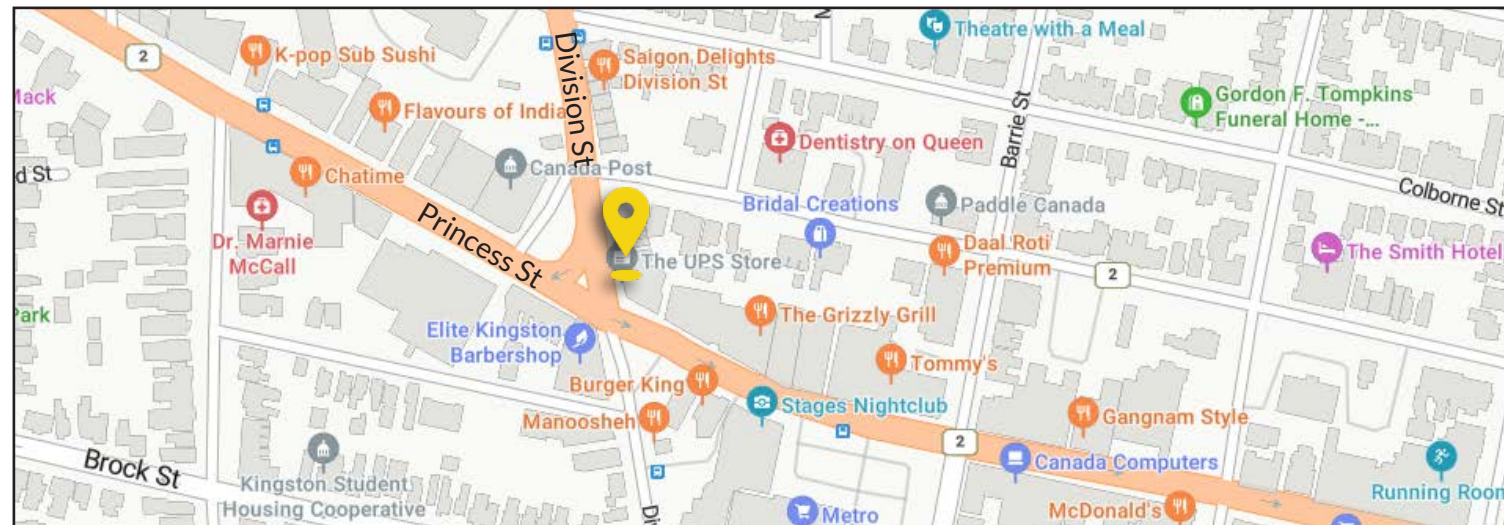 Theatre with a Meal
2
K-pop Sub Sushi
Division St
Saigon Delights
Division St
Mack
Flavours of India
Gordon F. Tompkins
Funeral Home -...
Barrie St
Dentistry on Queen
Canada Post
d St
Chatime
Colborne St
Princess St
Bridal Creations
Paddle Canada
Dr. Marnie
McCall
Daal Roti
Premium
The Smith Hotel
The UPS Store
2
Park
The Grizzly Grill
Elite Kingston
Barbershop
Tommy's
Burger King
Stages Nightclub
Manoosheh
Gangnam Style
2
Brock St
Canada Computers
Kingston Student
Housing Cooperative
Running Room
Di
McDonald's
Metro